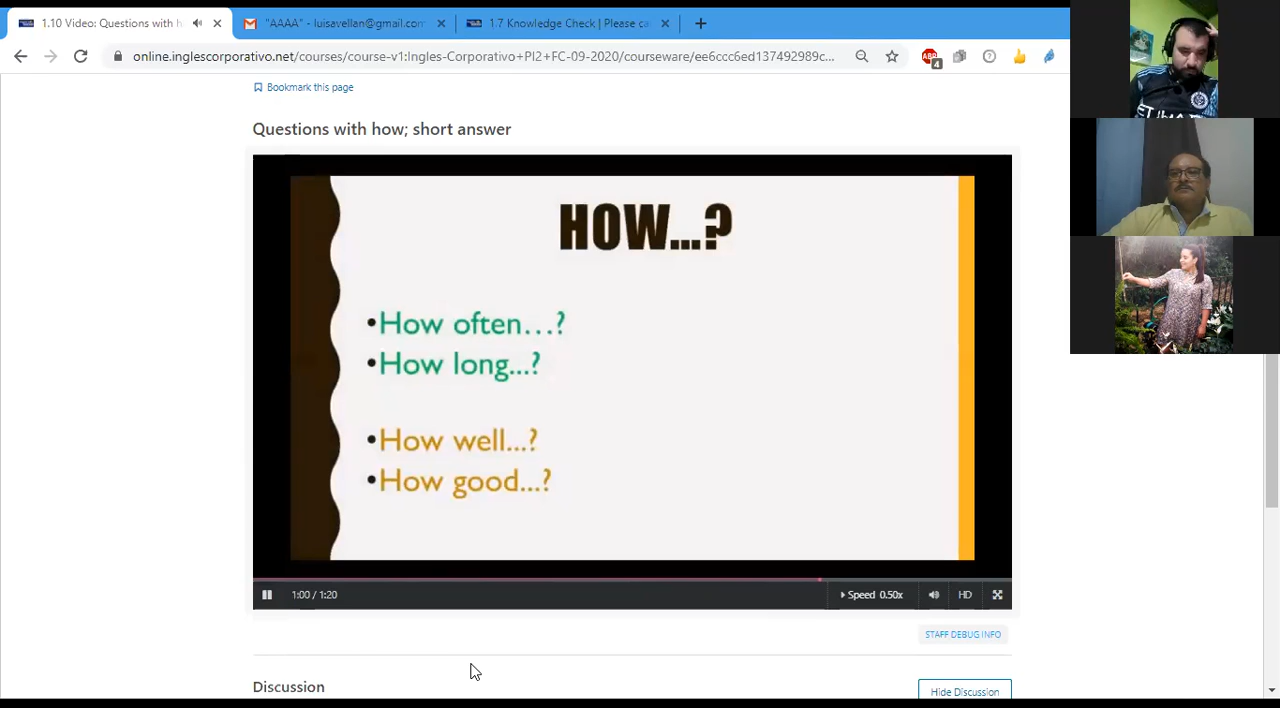 1.10 Video: Questions with h
"AAAA" - luisavellan@gmail.com
1.7 Knowledge Check | Please ca
online.inglescorporativo.net/courses/course-v1:Ingles-Corporativo+PI2+FC-09-2020/courseware/ee6ccc6ed137492989c...
ABP
4
Bookmark this page
Questions with how; short answer
HOW...?
•How often...?
•How long...?
•How well...?
•How good...?
1:00 / 1:20
Speed 0.50x
HD
STAFF DEBUG INFO
Discussion
Hide Discussion